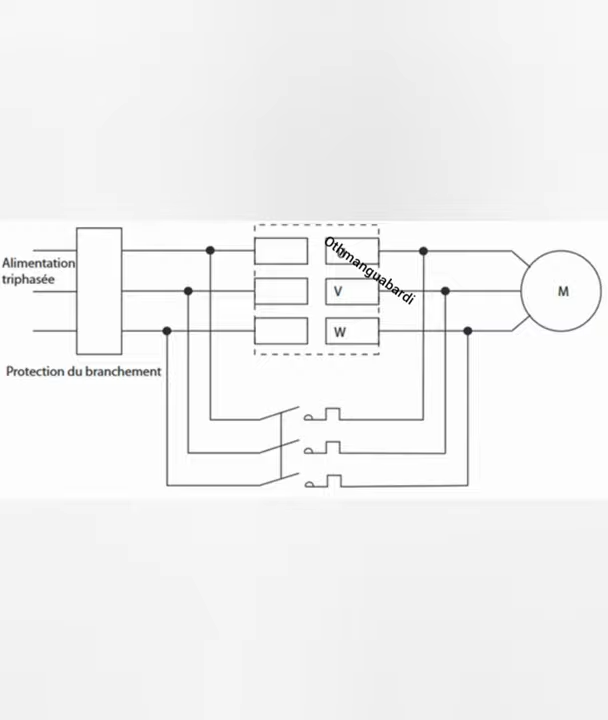 Alimentation
triphasée
Othmanguabardi
V
M
W
Protection du branchement